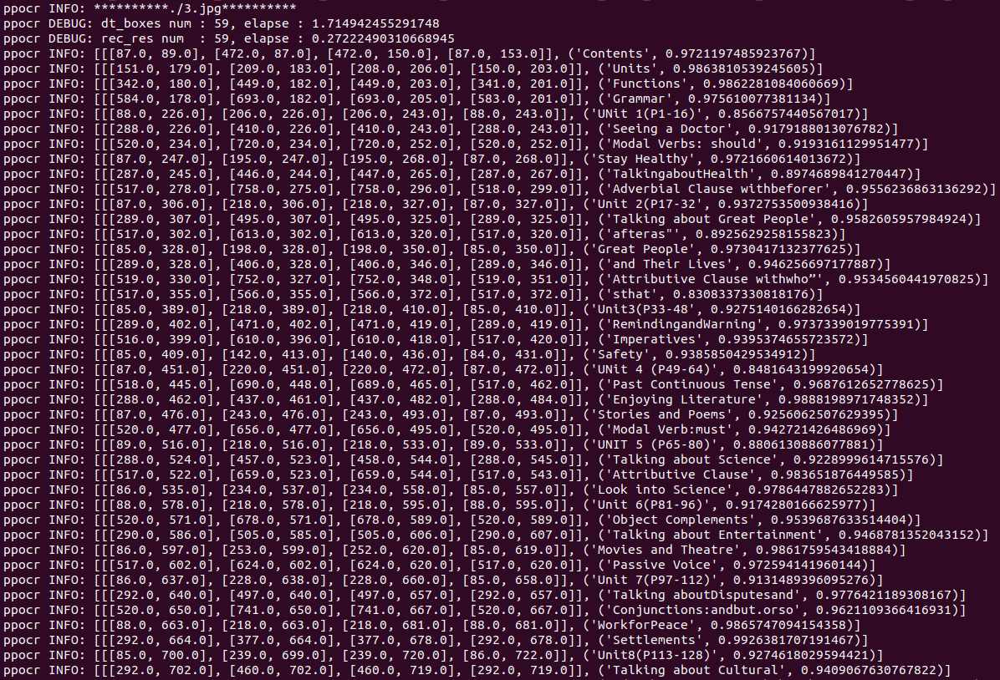 ppocr INFO: **********./3.jpg**********
ppocr DEBUG: dt_boxes num : 59, elapse : 1.714942455291748
ppocr DEBUG: rec_res num  : 59, elapse : 0.27222490310668945
ppocr INFO: [[[87.0, 89.0], [472.0, 87.0], [472.0, 150.0], [87.0, 153.0]], ('Contents', 0.9721197485923767)]
ppocr INFO: [[[151.0, 179.0], [209.0, 183.0], [208.0, 206.0], [150.0, 203.0]], ('Units', 0.9863810539245605)]
ppocr INFO: [[[342.0, 180.0], [449.0, 182.0], [449.0, 203.0], [341.0, 201.0]], ('Functions', 0.9862281084060669)]
ppocr INFO: [[[584.0, 178.0], [693.0, 182.0], [693.0, 205.0], [583.0, 201.0]], ('Grammar', 0.975610077381134)]
ppocr INFO: [[[88.0, 226.0], [206.0, 226.0], [206.0, 243.0], [88.0, 243.0]], ('UNit 1(P1-16)', 0.8566757440567017)]
ppocr INFO: [[[288.0, 226.0], [410.0, 226.0], [410.0, 243.0], [288.0, 243.0]], ('Seeing a Doctor', 0.9179188013076782)]
ppocr INFO: [[[520.0, 234.0], [720.0, 234.0], [720.0, 252.0], [520.0, 252.0]], ('Modal Verbs: should', 0.9193161129951477)]
ppocr INFO: [[[87.0, 247.0], [195.0, 247.0], [195.0, 268.0], [87.0, 268.0]], ('Stay Healthy', 0.9721660614013672)]
ppocr INFO: [[[287.0, 245.0], [446.0, 244.0], [447.0, 265.0], [287.0, 267.0]], ('TalkingaboutHealth', 0.8974689841270447)]
ppocr INFO: [[[517.0, 278.0], [758.0, 275.0], [758.0, 296.0], [518.0, 299.0]], ('Adverbial Clause withbeforer', 0.9556236863136292)]
ppocr INFO: [[[87.0, 306.0], [218.0, 306.0], [218.0, 327.0], [87.0, 327.0]], ('Unit 2(P17-32', 0.9372753500938416)]
ppocr INFO: [[[289.0, 307.0], [495.0, 307.0], [495.0, 325.0], [289.0, 325.0]], ('Talking about Great People', 0.9582605957984924)]
ppocr INFO: [[[517.0, 302.0], [613.0, 302.0], [613.0, 320.0], [517.0, 320.0]], ('afteras"', 0.8925629258155823)]
ppocr INFO: [[[85.0, 328.0], [198.0, 328.0], [198.0, 350.0], [85.0, 350.0]], ('Great People', 0.9730417132377625)]
ppocr INFO: [[[289.0, 328.0], [406.0, 328.0], [406.0, 346.0], [289.0, 346.0]], ('and Their Lives', 0.946256697177887)]
ppocr INFO: [[[519.0, 330.0], [752.0, 327.0], [752.0, 348.0], [519.0, 351.0]], ('Attributive Clause withwho”', 0.9534560441970825)]
ppocr INFO: [[[517.0, 355.0], [566.0, 355.0], [566.0, 372.0], [517.0, 372.0]], ('sthat', 0.8308337330818176)]
ppocr INFO: [[[85.0, 389.0], [218.0, 389.0], [218.0, 410.0], [85.0, 410.0]], ('Unit3(P33-48', 0.9275140166282654)]
ppocr INFO: [[[289.0, 402.0], [471.0, 402.0], [471.0, 419.0], [289.0, 419.0]], ('RemindingandWarning', 0.9737339019775391)]
ppocr INFO: [[[516.0, 399.0], [610.0, 396.0], [610.0, 418.0], [517.0, 420.0]], ('Imperatives', 0.9395374655723572)]
ppocr INFO: [[[85.0, 409.0], [142.0, 413.0], [140.0, 436.0], [84.0, 431.0]], ('Safety', 0.9385850429534912)]
ppocr INFO: [[[87.0, 451.0], [220.0, 451.0], [220.0, 472.0], [87.0, 472.0]], ('UNit 4 (P49-64)', 0.8481643199920654)]
ppocr INFO: [[[518.0, 445.0], [690.0, 448.0], [689.0, 465.0], [517.0, 462.0]], ('Past Continuous Tense', 0.9687612652778625)]
ppocr INFO: [[[288.0, 462.0], [437.0, 461.0], [437.0, 482.0], [288.0, 484.0]], ('Enjoying Literature', 0.9888198971748352)]
ppocr INFO: [[[87.0, 476.0], [243.0, 476.0], [243.0, 493.0], [87.0, 493.0]], ('Stories and Poems', 0.9256062507629395)]
ppocr INFO: [[[520.0, 477.0], [656.0, 477.0], [656.0, 495.0], [520.0, 495.0]], ('Modal Verb:must', 0.942721426486969)]
ppocr INFO: [[[89.0, 516.0], [218.0, 516.0], [218.0, 533.0], [89.0, 533.0]], ('UNIT 5 (P65-80)', 0.8806130886077881)]
ppocr INFO: [[[288.0, 524.0], [457.0, 523.0], [458.0, 544.0], [288.0, 545.0]], ('Talking about Science', 0.9228999614715576)]
ppocr INFO: [[[517.0, 522.0], [659.0, 523.0], [659.0, 544.0], [517.0, 543.0]], ('Attributive Clause', 0.983651876449585)]
ppocr INFO: [[[86.0, 535.0], [234.0, 537.0], [234.0, 558.0], [85.0, 557.0]], ('Look into Science', 0.9786447882652283)]
ppocr INFO: [[[88.0, 578.0], [218.0, 578.0], [218.0, 595.0], [88.0, 595.0]], ('Unit 6(P81-96)', 0.9174280166625977)]
ppocr INFO: [[[520.0, 571.0], [678.0, 571.0], [678.0, 589.0], [520.0, 589.0]], ('Object Complements', 0.9539687633514404)]
ppocr INFO: [[[290.0, 586.0], [505.0, 585.0], [505.0, 606.0], [290.0, 607.0]], ('Talking about Entertainment', 0.9468781352043152)]
ppocr INFO: [[[86.0, 597.0], [253.0, 599.0], [252.0, 620.0], [85.0, 619.0]], ('Movies and Theatre', 0.9861759543418884)]
ppocr INFO: [[[517.0, 602.0], [624.0, 602.0], [624.0, 620.0], [517.0, 620.0]], ('Passive Voice', 0.972594141960144)]
ppocr INFO: [[[86.0, 637.0], [228.0, 638.0], [228.0, 660.0], [85.0, 658.0]], ('Unit 7(P97-112)', 0.9131489396095276)]
ppocr INFO: [[[292.0, 640.0], [497.0, 640.0], [497.0, 657.0], [292.0, 657.0]], ('Talking aboutDisputesand', 0.9776421189308167)]
ppocr INFO: [[[520.0, 650.0], [741.0, 650.0], [741.0, 667.0], [520.0, 667.0]], ('Conjunctions:andbut.orso', 0.9621109366416931)]
ppocr INFO: [[[88.0, 663.0], [218.0, 663.0], [218.0, 681.0], [88.0, 681.0]], ('WorkforPeace', 0.9865747094154358)]
ppocr INFO: [[[292.0, 664.0], [377.0, 664.0], [377.0, 678.0], [292.0, 678.0]], ('Settlements', 0.9926381707191467)]
ppocr INFO: [[[85.0, 700.0], [239.0, 699.0], [239.0, 720.0], [86.0, 722.0]], ('Unit8(P113-128)', 0.9274618029594421)]
ppocr INFO: [[[292.0, 702.0], [460.0, 702.0], [460.0, 719.0], [292.0, 719.0]], ('Talking about Cultural', 0.9409067630767822)]